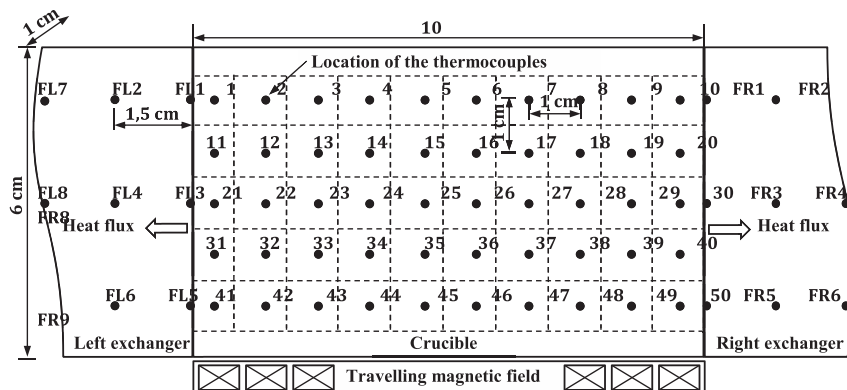 1 cm
10
Location of the thermocouples
FL7 FL2 FL1 1 2 3 4 5 6 7 8 9 10 FR1 FR2
1,5 cm
1 cm
1 cm
11 12 13 14 15 16 17 18 19 20
6 cm
FL8 FL4 FL3 21 22 23 24 25 26 27 28 29 30 FR3 FR4
FR8
Heat flux
Heat flux
31 32 33 34 35 36 37 38 39 40
FL6 FL5 41 42 43 44 45 46 47 48 49 50 FR5 FR6
FR9
Left exchanger Crucible Right exchanger
Travelling magnetic field